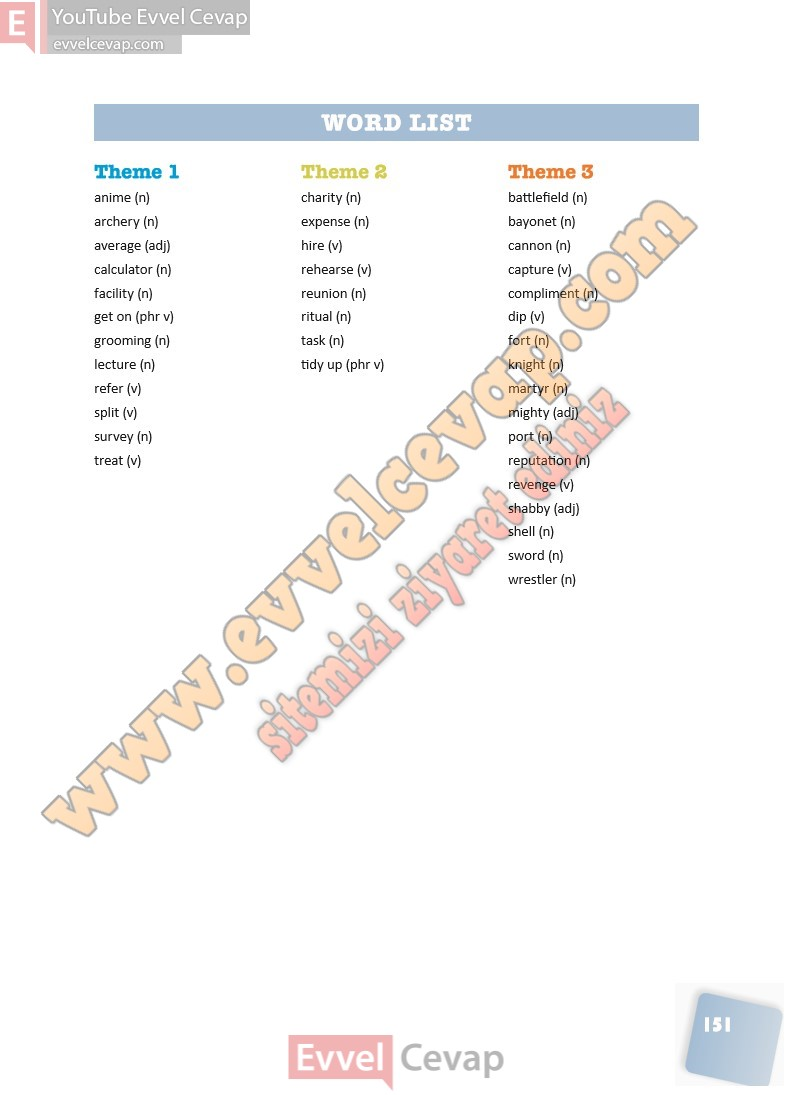 E
YouTube Evvel Cevap
evvelcevap.com
WORD LIST
Theme 1
anime (n)
archery (n)
average (adj)
calculator (n)
facility (n)
get on (phr v)
grooming (n)
lecture (n)
refer (v)
split (v)
survey (n)
treat (v)
Theme 2
charity (n)
expense (n)
hire (v)
rehearse (v)
reunion (n)
ritual (n)
task (n)
tidy up (phr v)
Theme 3
battlefield (n)
bayonet (n)
cannon (n)
capture (v)
compliment (n)
dip (v)
fort (n)
knight (n)
martyr (n)
mighty (adj)
port (n)
reputation (n)
revenge (v)
shabby (adj)
shell (n)
sword (n)
wrestler (n)
www.evvelcevap.com
sitemizi ziyaret ediniz
151
Evvel Cevap